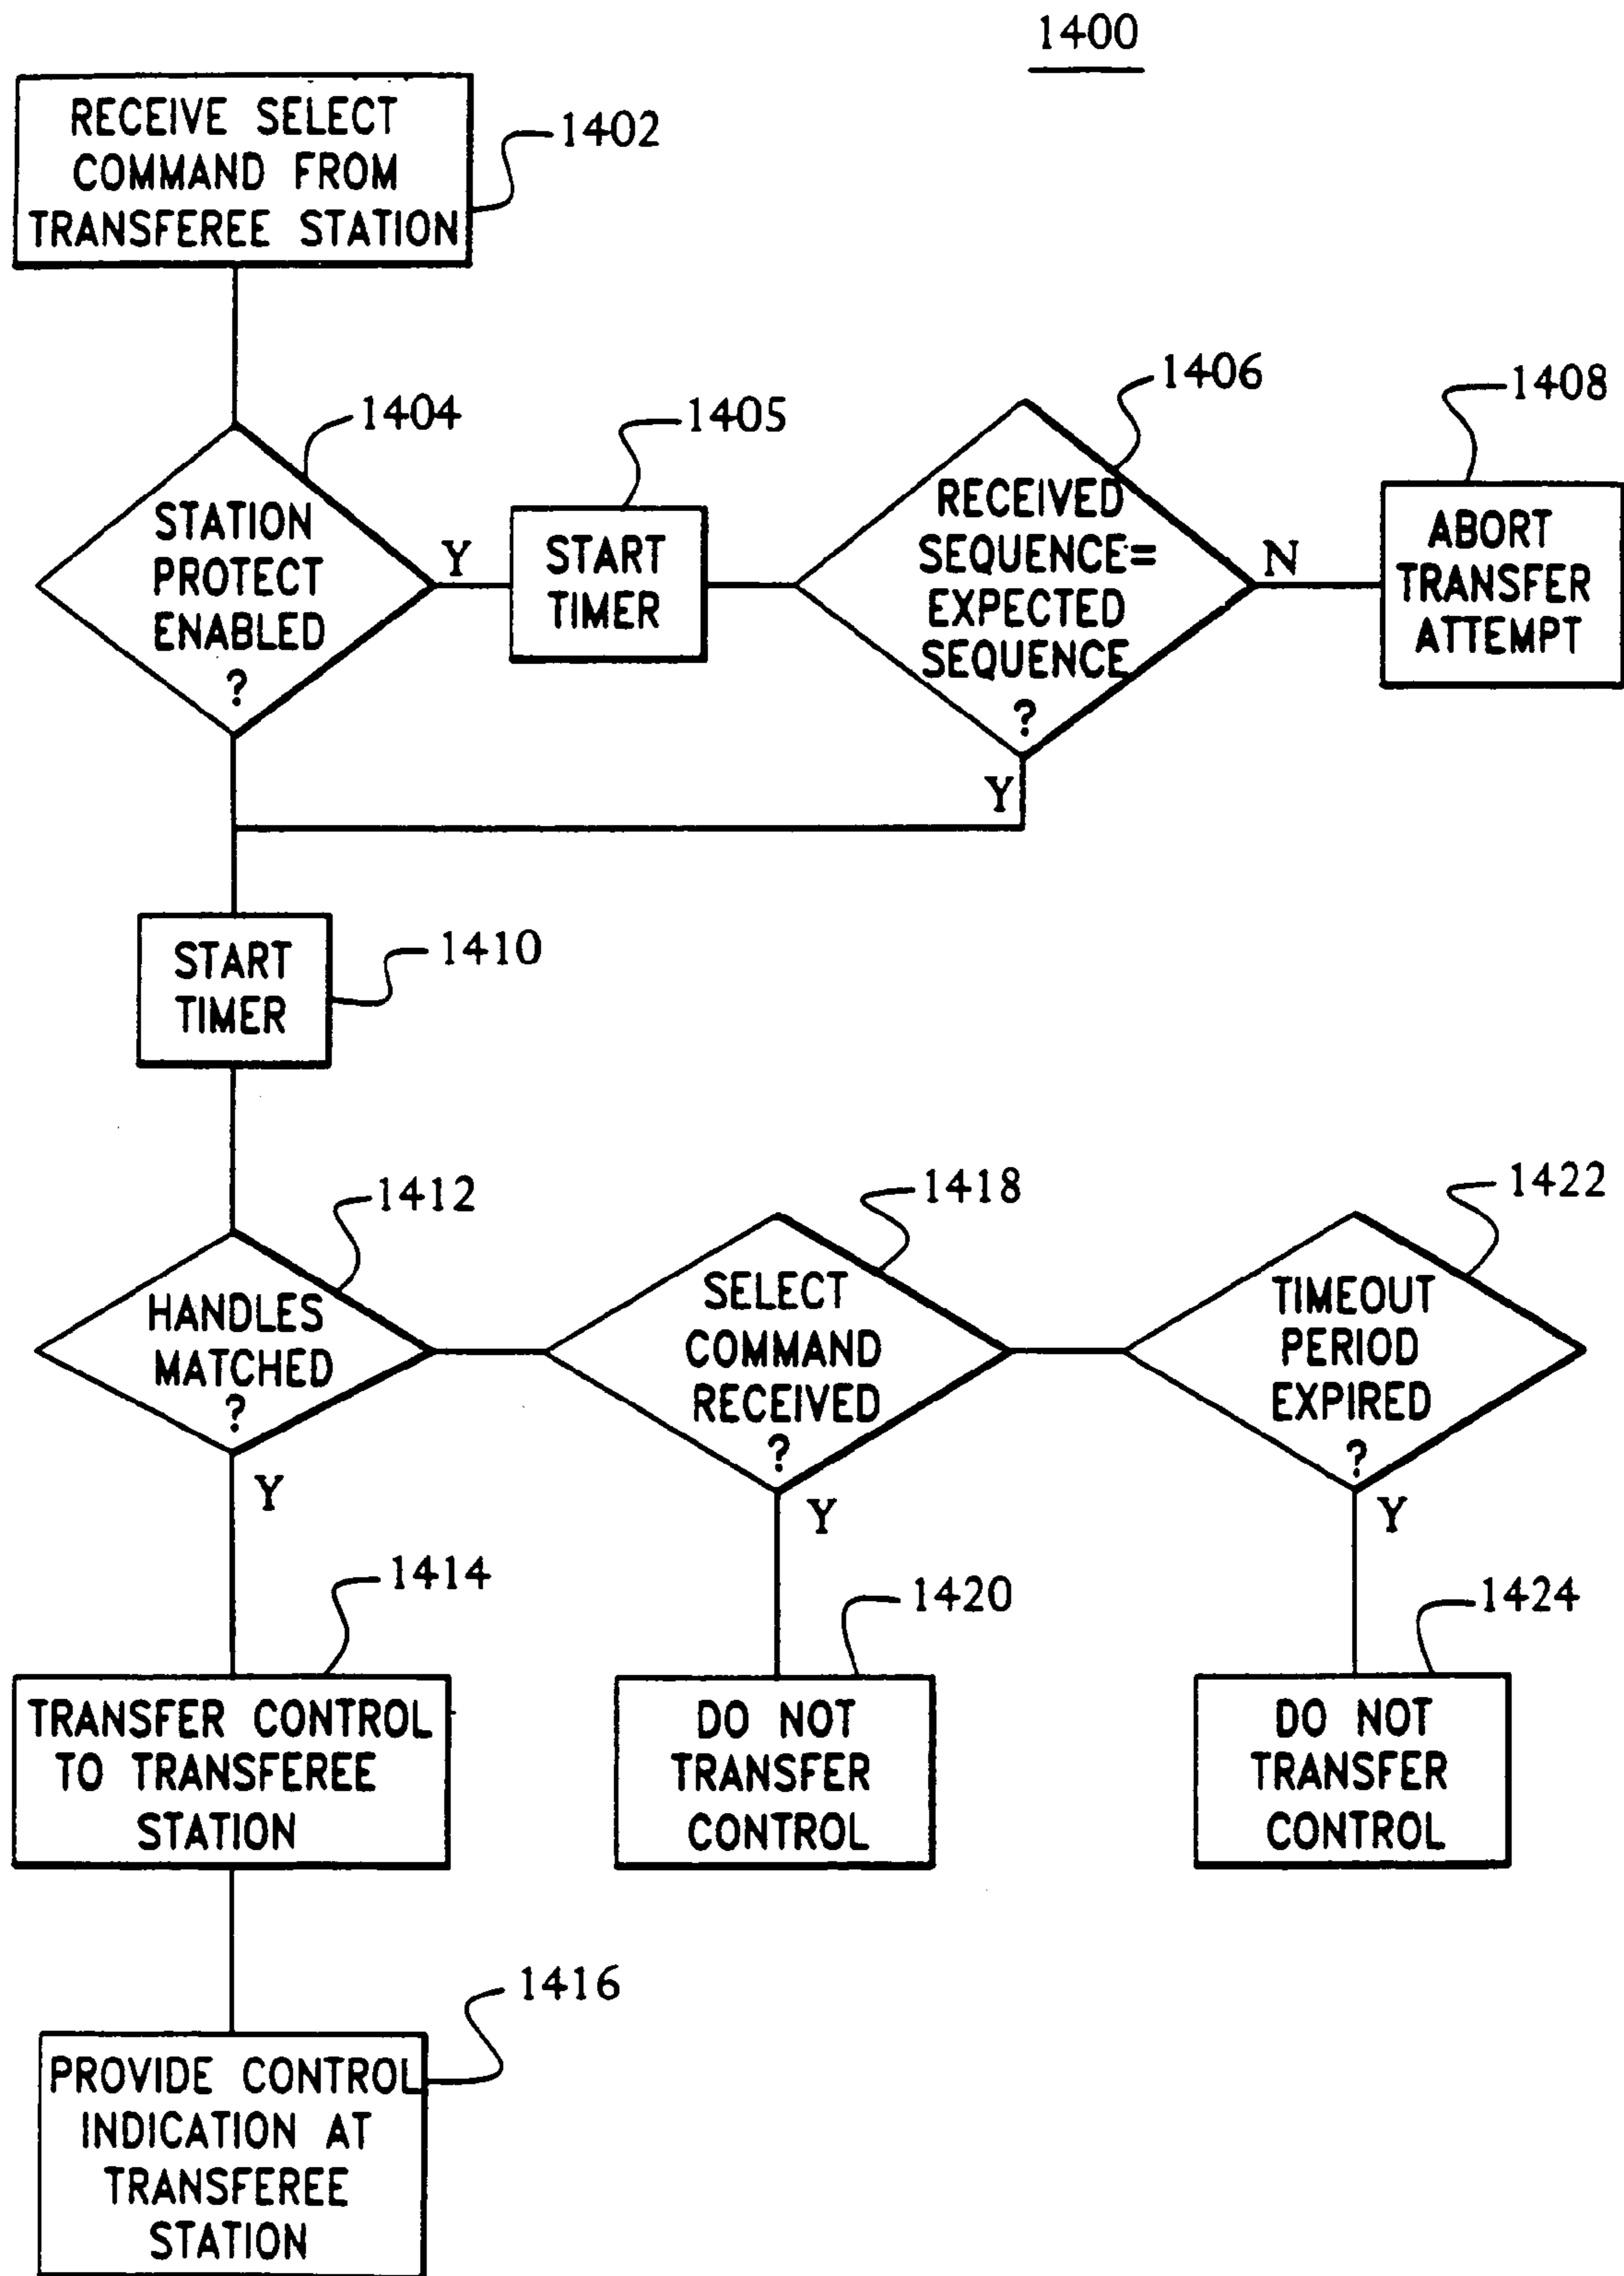 1400
RECEIVE SELECT
COMMAND FROM
TRANSFEREE STATION
1402
1404
STATION
PROTECT
ENABLED
?
Y
1405
START
TIMER
1406
RECEIVED
SEQUENCE=
EXPECTED
SEQUENCE
?
N
Y
1408
ABORT
TRANSFER
ATTEMPT
START
TIMER
1410
1412
HANDLES
MATCHED
?
Y
1418
SELECT
COMMAND
RECEIVED
?
Y
1422
TIMEOUT
PERIOD
EXPIRED
?
Y
1414
TRANSFER CONTROL
TO TRANSFEREE
STATION
1420
DO NOT
TRANSFER
CONTROL
1424
DO NOT
TRANSFER
CONTROL
1416
PROVIDE CONTROL
INDICATION AT
TRANSFEREE
STATION